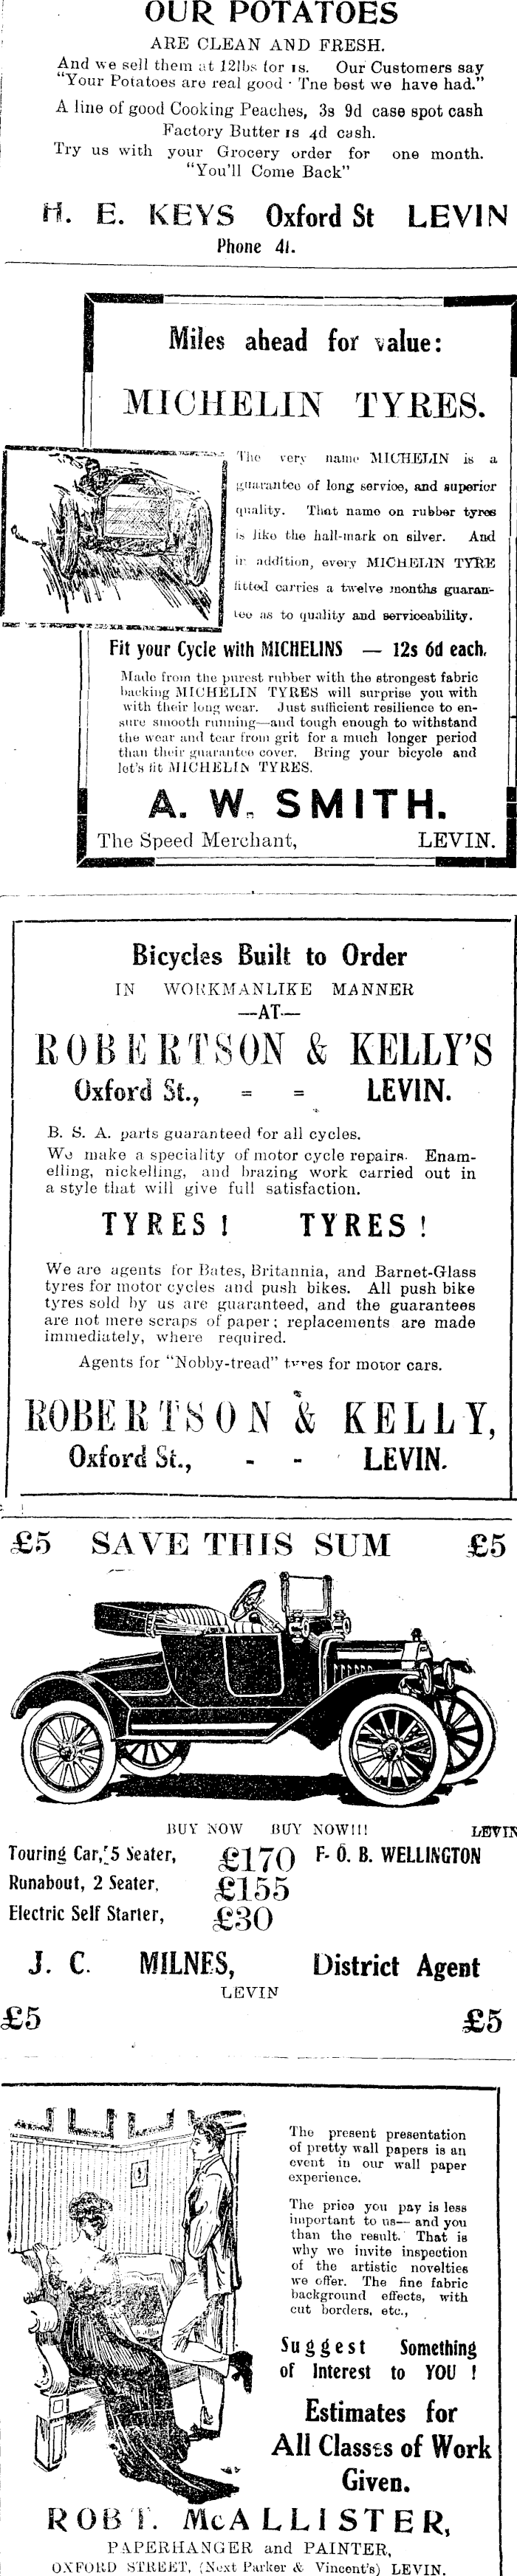 OUR POTATOES
ARE CLEAN AND FRESH.
And we sell them at 12lbs for 1s. Our Customers say
"Your Potatoes are real good · Tne best we have had."
A line of good Cooking Peaches, 3s 9d case spot cash
Factory Butter 1s 4d cash.
Try us with your Grocery order for one month.
"You'll Come Back"
H. E. KEYS Oxford St LEVIN
Phone 41.
Miles ahead for value:
MICHELIN TYRES.
The very name MICHELIN is a
guarantee of long service, and superior
quality. That name on rubber tyres
is like the hall-mark on silver. And
in addition, every MICHELIN TYRE
fitted carries a twelve months guaran-
tee as to quality and serviceability.
Fit your Cycle with MICHELINS — 12s 6d each.
Made from the purest rubber with the strongest fabric
backing MICHELIN TYRES will surprise you with
with their long wear. Just sufficient resilience to en-
sure smooth running—and tough enough to withstand
the wear and tear from grit for a much longer period
than their guarantee cover. Bring your bicycle and
let's fit MICHELIN TYRES.
A. W. SMITH.
The Speed Merchant, LEVIN.
Bicycles Built to Order
IN WORKMANLIKE MANNER
—AT—
ROBERTSON & KELLY'S
Oxford St., = = LEVIN.
B. S. A. parts guaranteed for all cycles.
We make a speciality of motor cycle repairs. Enam-
elling, nickelling, and brazing work carried out in
a style that will give full satisfaction.
TYRES ! TYRES !
We are agents for Bates, Britannia, and Barnet-Glass
tyres for motor cycles and push bikes. All push bike
tyres sold by us are guaranteed, and the guarantees
are not mere scraps of paper; replacements are made
immediately, where required.
Agents for "Nobby-tread" tyres for motor cars.
ROBERTSON & KELLY,
Oxford St., - - LEVIN.
£5 SAVE THIS SUM £5
BUY NOW BUY NOW!!! LEVIN
Touring Car, 5 Seater, £170 F. O. B. WELLINGTON
Runabout, 2 Seater, £155
Electric Self Starter, £30
J. C. MILNES, District Agent
LEVIN
£5 £5
The present presentation
of pretty wall papers is an
event in our wall paper
experience.
The price you pay is less
important to us— and you
than the result. That is
why we invite inspection
of the artistic novelties
we offer. The fine fabric
background effects, with
cut borders, etc.,
Suggest Something
of Interest to YOU !
Estimates for
All Classes of Work
Given.
ROBT. McALLISTER,
PAPERHANGER and PAINTER,
OXFORD STREET, (Next Parker & Vincent's) LEVIN.